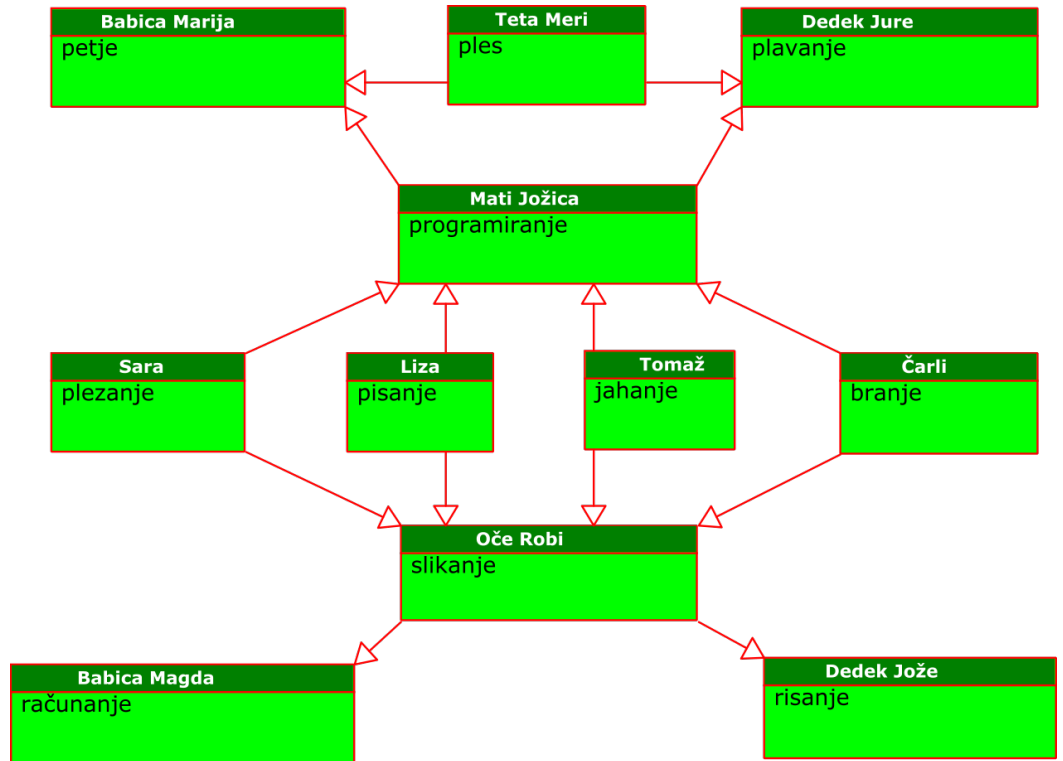 Babica Marija
petje
Teta Meri
ples
Dedek Jure
plavanje
Mati Jožica
programiranje
Sara
plezanje
Liza
pisanje
Tomaž
jahanje
Čarli
branje
Oče Robi
slikanje
Babica Magda
računanje
Dedek Jože
risanje